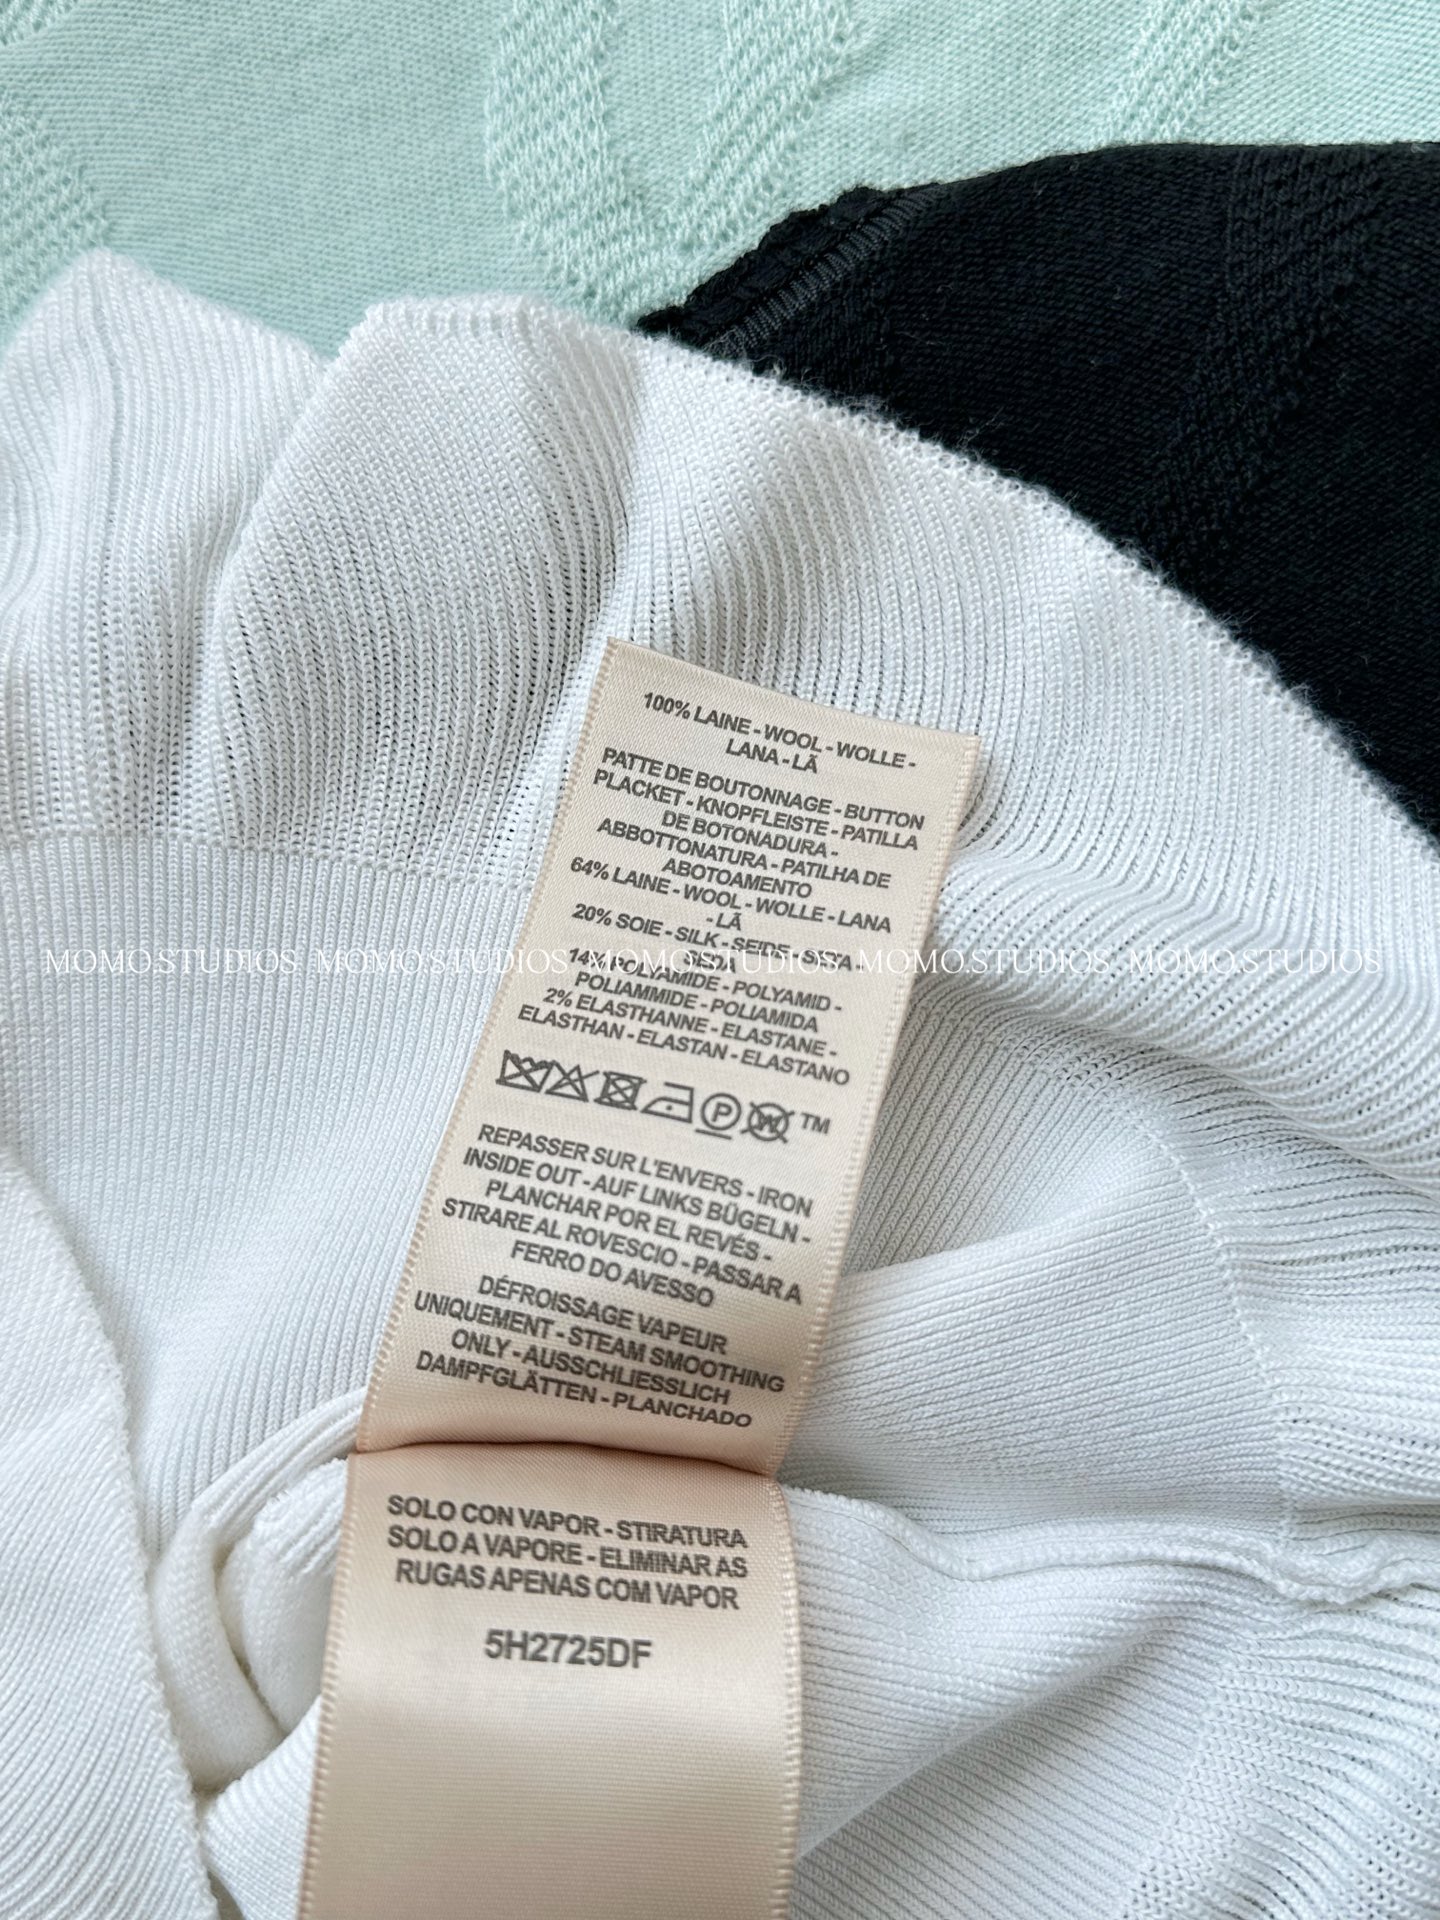 100% LAINE - WOOL - WOLLE -
LANA - LÃ
PATTE DE BOUTONNAGE - BUTTON
PLACKET - KNOPFLEISTE - PATILLA
DE BOTONADURA -
ABBOTTONATURA - PATILHA DE
ABOTOAMENTO
64% LAINE - WOOL - WOLLE - LANA
- LÃ
20% SOIE - SILK - SEIDE - SETA -
MOMO.STUDIOS MOMO.STUDIOS MOMO.STUDIOS MOMO.STUDIOS MOMO.STUDIOS
14% POLYAMIDE - POLYAMID -
POLIAMMIDE - POLIAMIDA
2% ELASTHANNE - ELASTANE -
ELASTHAN - ELASTAN - ELASTANO
P W TM
REPASSER SUR L'ENVERS - IRON
INSIDE OUT - AUF LINKS BÜGELN -
PLANCHAR POR EL REVÉS -
STIRARE AL ROVESCIO - PASSAR A
FERRO DO AVESSO
DÉFROISSAGE VAPEUR
UNIQUEMENT - STEAM SMOOTHING
ONLY - AUSSCHLIESSLICH
DAMPFGLÄTTEN - PLANCHADO
SOLO CON VAPOR - STIRATURA
SOLO A VAPORE - ELIMINAR AS
RUGAS APENAS COM VAPOR
5H2725DF